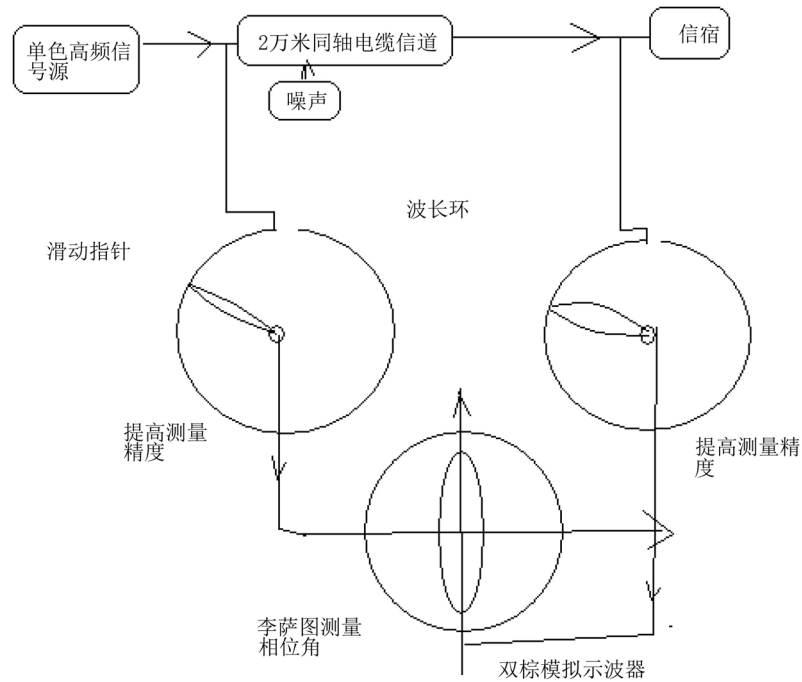 单色高频信
号源
2万米同轴电缆信道
信宿
噪声
波长环
滑动指针
提高测量
精度
提高测量精
度
李萨图测量
相位角
双棕模拟示波器